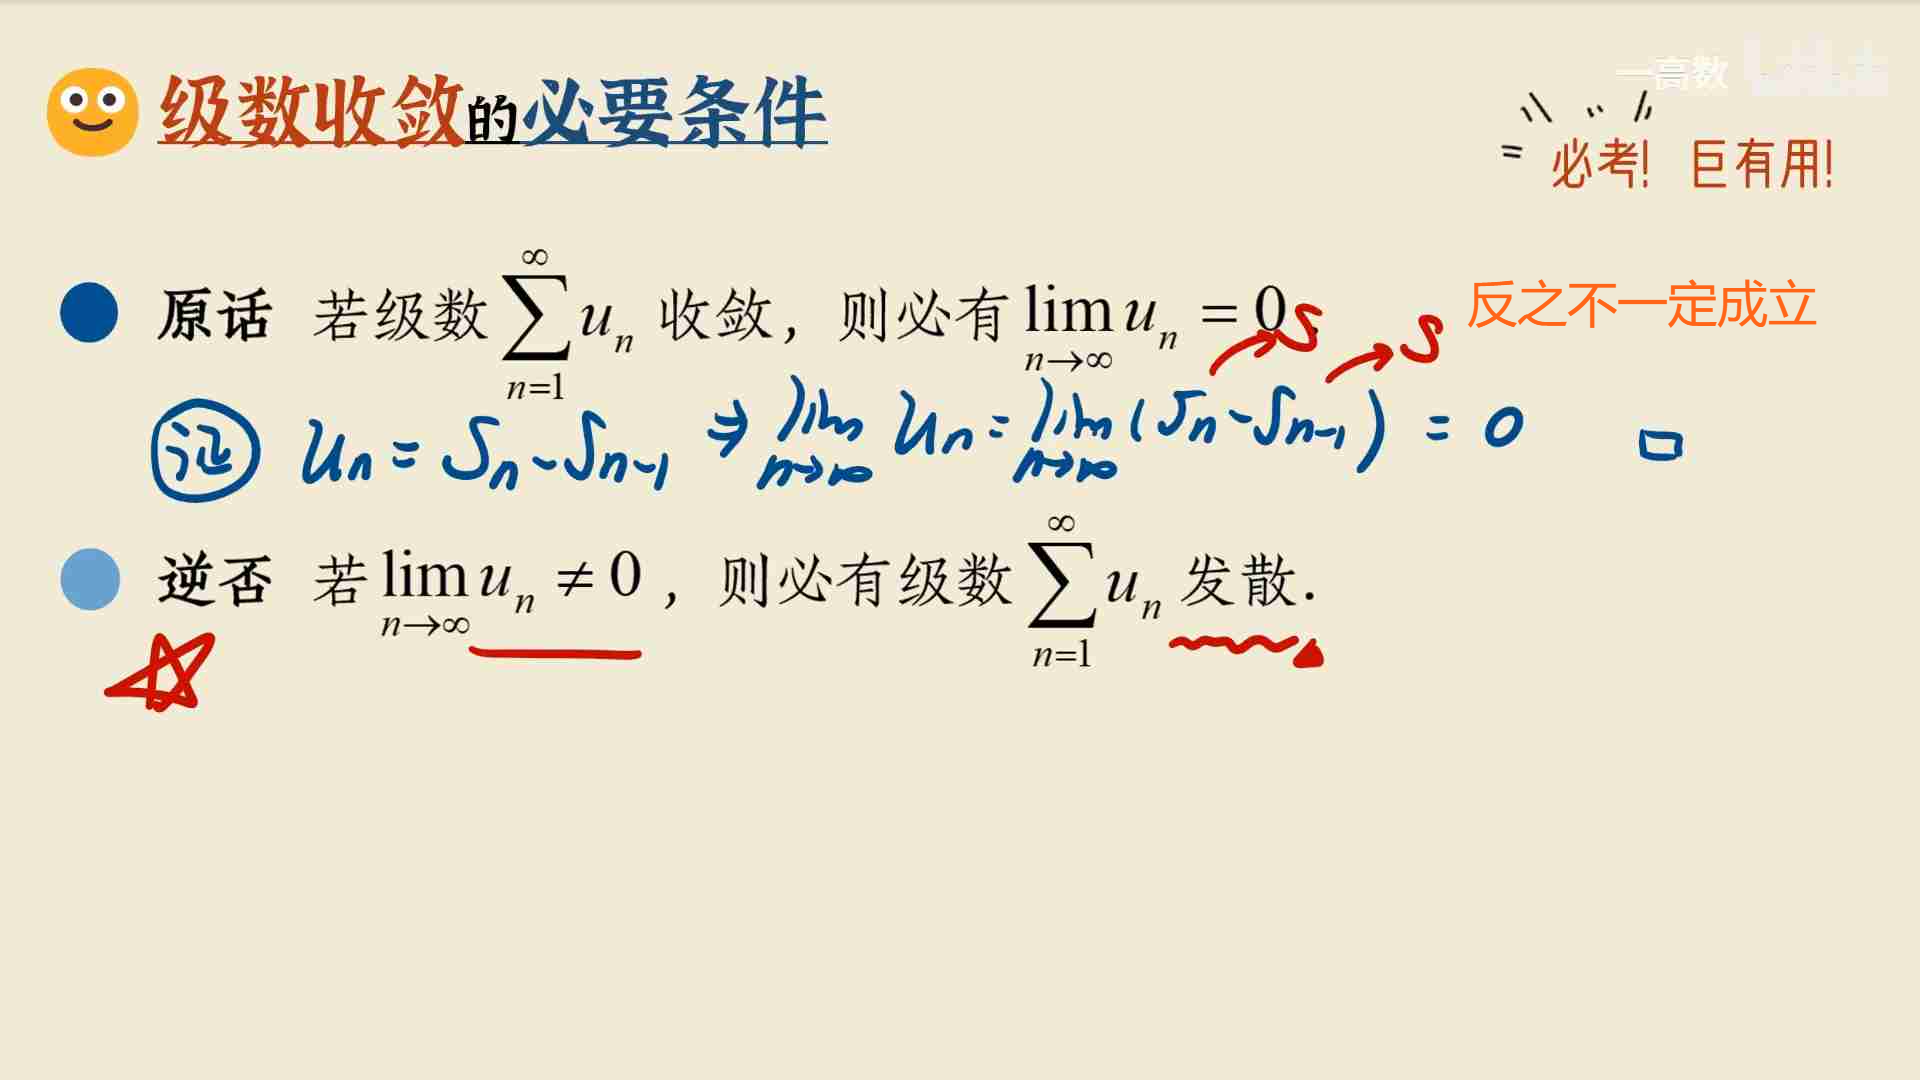 级数收敛的必要条件
一高数
必考! 巨有用!
原话 若级数 $\sum_{n=1}^{\infty} u_n$ 收敛，则必有 $\lim_{n\to\infty} u_n = 0$. 反之不一定成立
S S
证 $u_n = S_n - S_{n-1} \Rightarrow \lim_{n\to\infty} u_n = \lim_{n\to\infty} (S_n - S_{n-1}) = 0$ □
逆否 若 $\lim_{n\to\infty} u_n \neq 0$，则必有级数 $\sum_{n=1}^{\infty} u_n$ 发散.